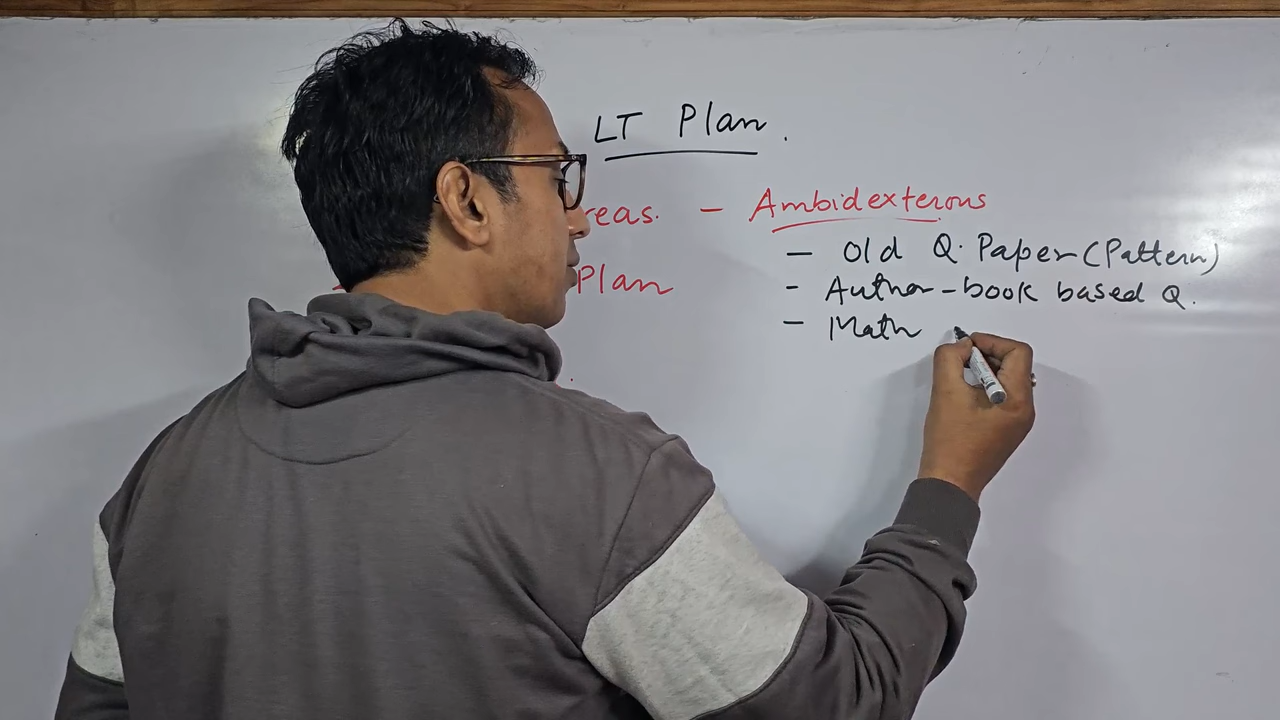 LT Plan.
reas. - Ambidexterous
- Old Q. Paper (Pattern)
Plan
- Author-book based Q.
- Math